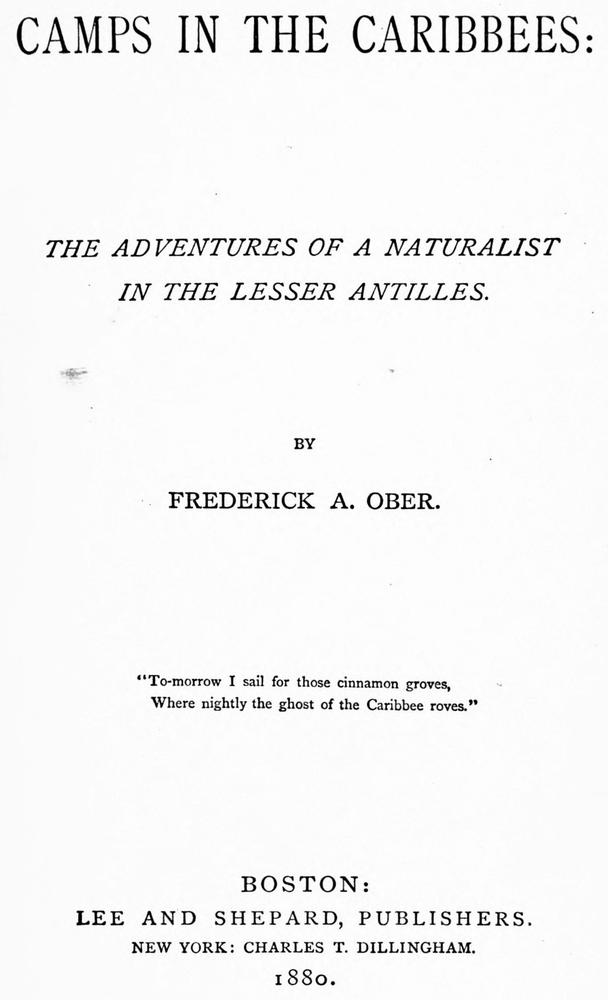 CAMPS IN THE CARIBBEES:
THE ADVENTURES OF A NATURALIST
IN THE LESSER ANTILLES.
BY
FREDERICK A. OBER.
"To-morrow I sail for those cinnamon groves,
Where nightly the ghost of the Caribbee roves."
BOSTON:
LEE AND SHEPARD, PUBLISHERS.
NEW YORK: CHARLES T. DILLINGHAM.
1880.